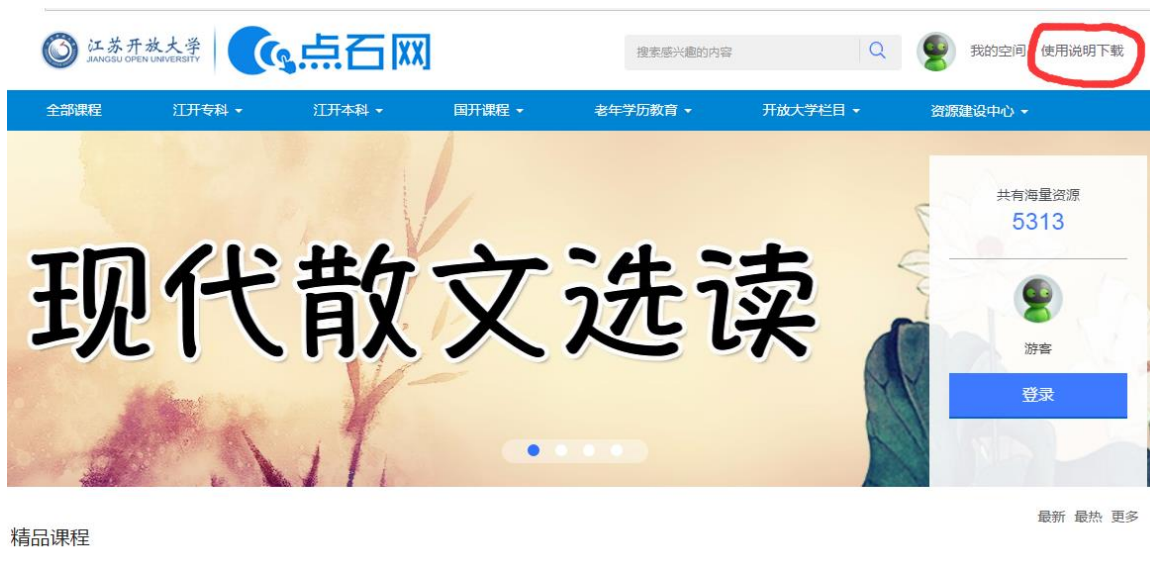 江苏开放大学
JIANGSU OPEN UNIVERSITY
点石网
搜索感兴趣的内容
我的空间
使用说明下载
全部课程 江开专科 江开本科 国开课程 老年学历教育 开放大学栏目 资源建设中心
现代散文选读
共有海量资源
5313
游客
登录
最新 最热 更多
精品课程